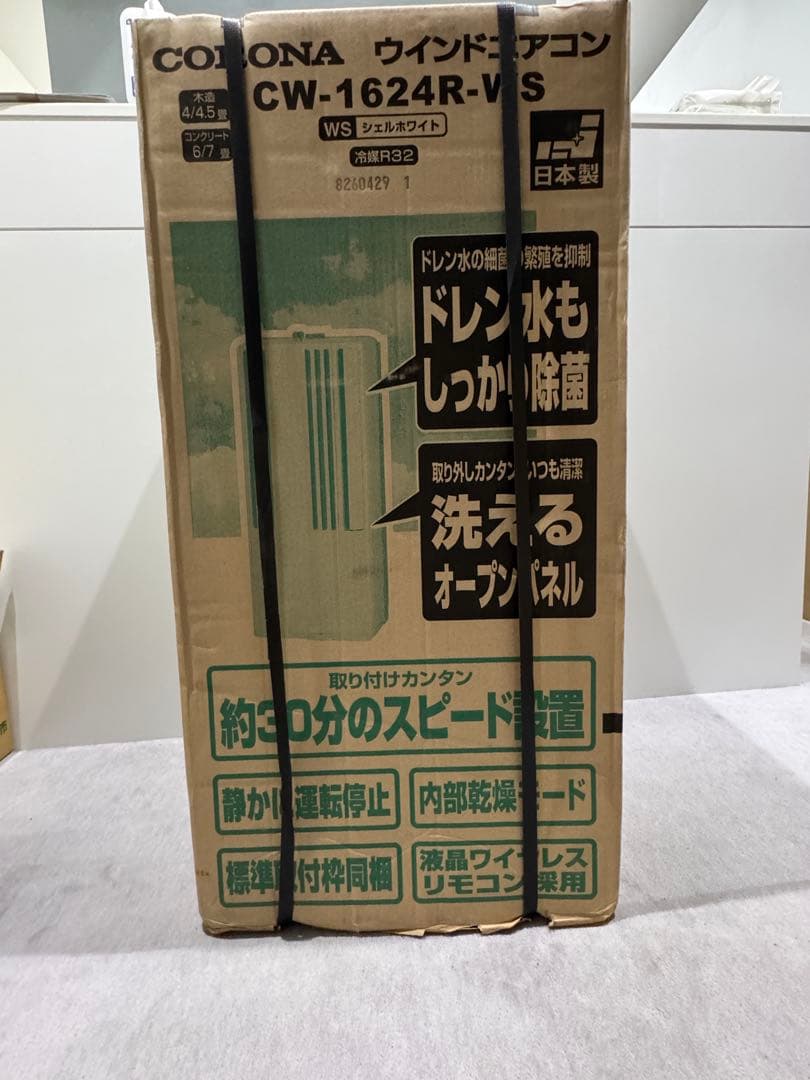 CORONA ウインドエアコン
CW-1624R-WS
木造
4/4.5畳
コンクリート
6/7畳
WS シェルホワイト
冷媒R32
8260429 1
日本製
ドレン水の細菌の繁殖を抑制
ドレン水も
しっかり除菌
取り外しカンタン いつも清潔
洗える
オープンパネル
取り付けカンタン
約30分のスピード設置
静かに運転停止
内部乾燥モード
標準取付枠同梱
液晶ワイヤレス
リモコン採用